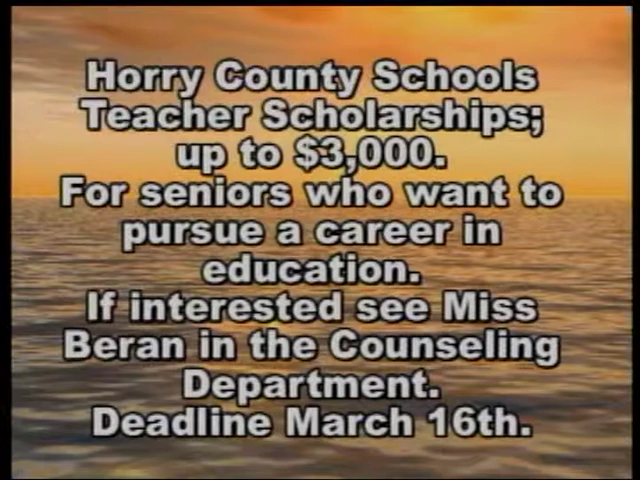 Horry County Schools
Teacher Scholarships;
up to $3,000.
For seniors who want to
pursue a career in
education.
If interested see Miss
Beran in the Counseling
Department.
Deadline March 16th.